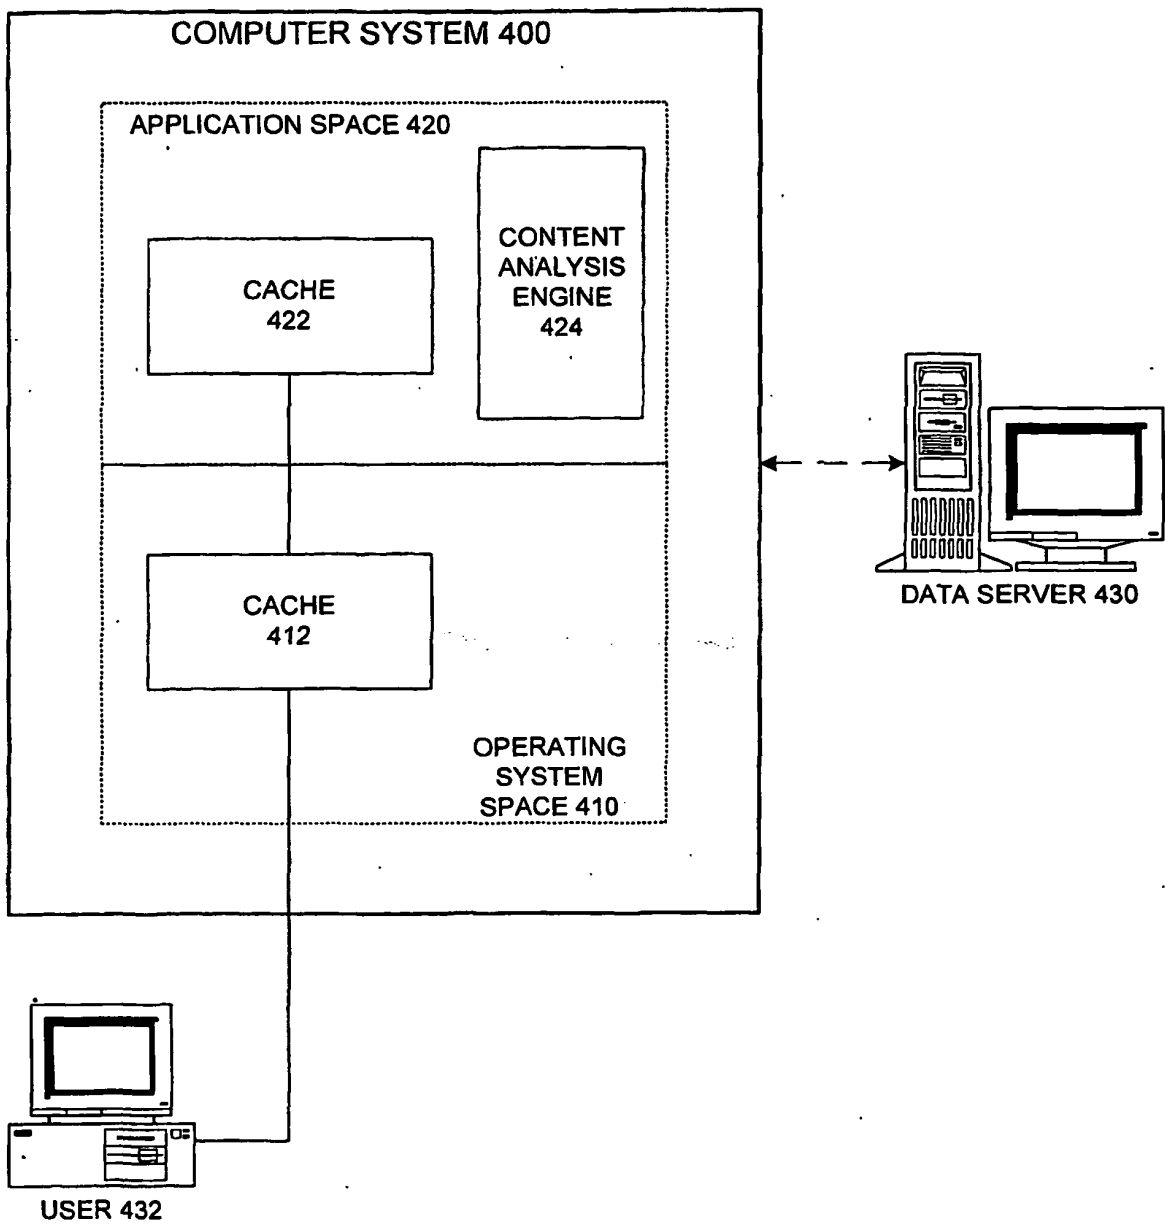 COMPUTER SYSTEM 400
APPLICATION SPACE 420
CONTENT
ANALYSIS
ENGINE
424
CACHE
422
CACHE
412
DATA SERVER 430
OPERATING
SYSTEM
SPACE 410
USER 432